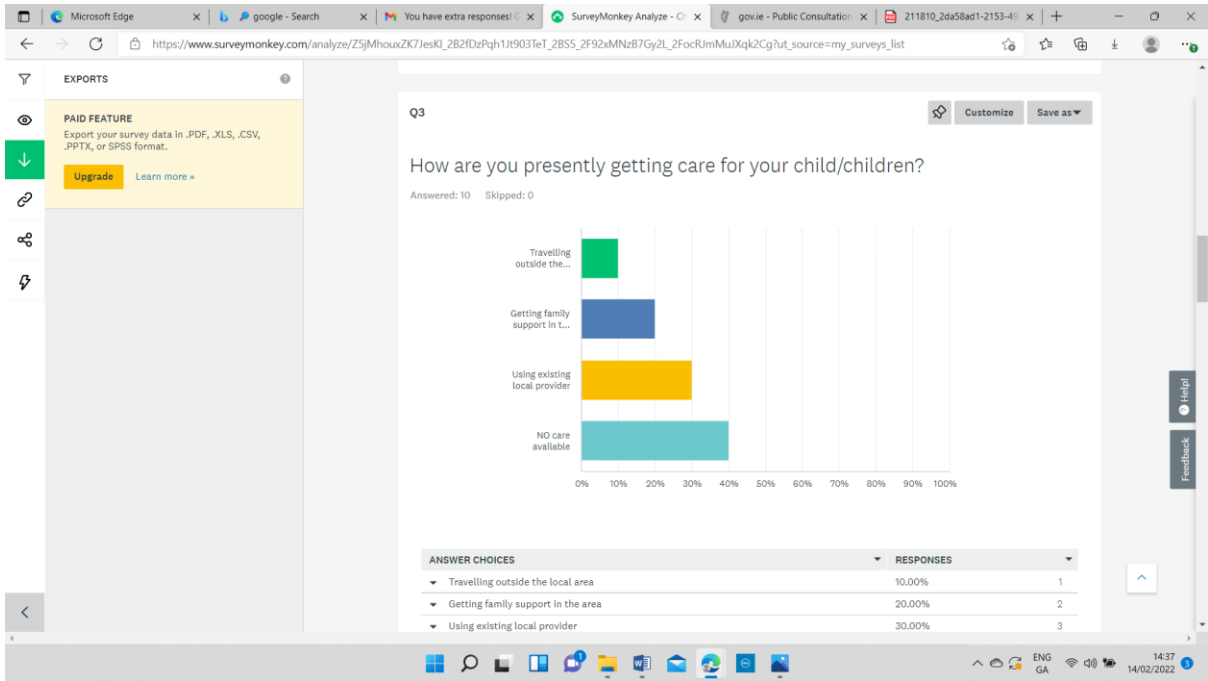 Microsoft Edge
google - Search
You have extra responses!
SurveyMonkey Analyze - Ch
gov.ie - Public Consultation
211810_2da58ad1-2153-49
https://www.surveymonkey.com/analyze/Z5jMhouxZK7JesKl_2B2fDzPqh1Jt903TeT_2BS5_2F92xMNzB7Gy2L_2FocRJmMuJXqk2Cg?ut_source=my_surveys_list
EXPORTS
PAID FEATURE
Export your survey data in .PDF, .XLS, .CSV,
.PPTX, or SPSS format.
Upgrade Learn more »
Q3
Customize
Save as
How are you presently getting care for your child/children?
Answered: 10 Skipped: 0
Travelling
outside the...
Getting family
support in t...
Using existing
local provider
NO care
available
0% 10% 20% 30% 40% 50% 60% 70% 80% 90% 100%
ANSWER CHOICES RESPONSES
Travelling outside the local area 10.00% 1
Getting family support in the area 20.00% 2
Using existing local provider 30.00% 3
Help!
Feedback
ENG
GA
14:37
14/02/2022
3